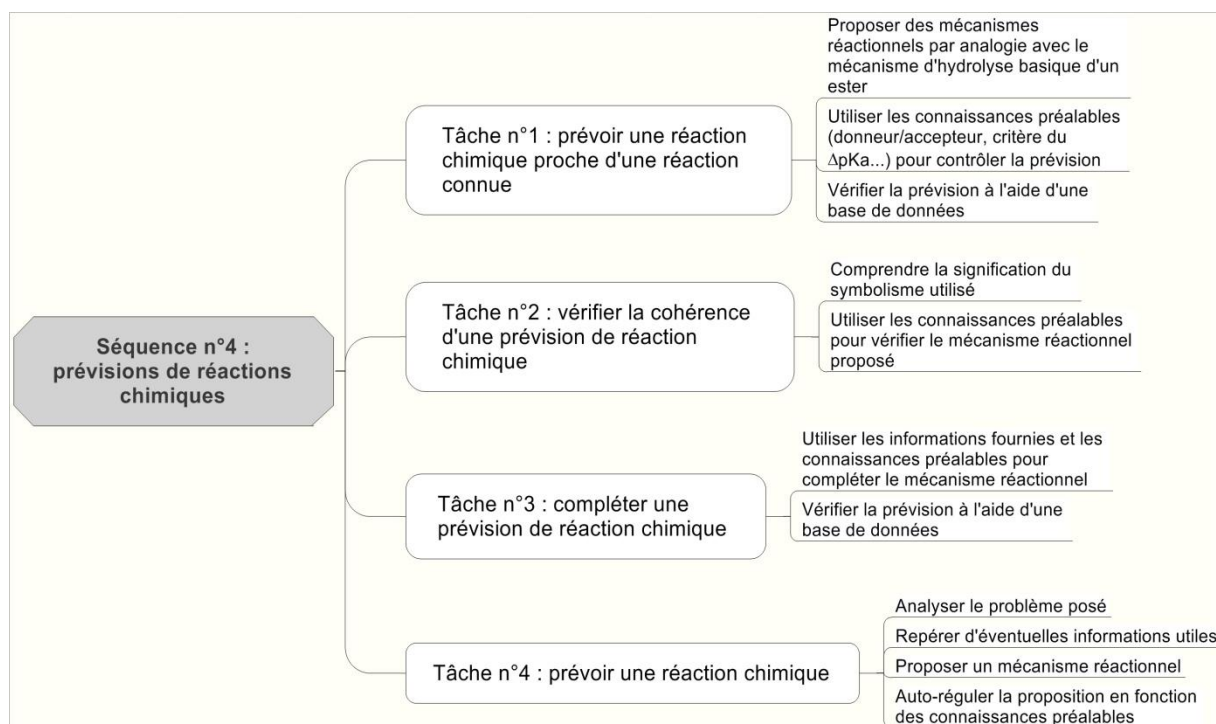 Séquence n°4 :
prévisions de réactions
chimiques
Tâche n°1 : prévoir une réaction
chimique proche d'une réaction
connue
Proposer des mécanismes
réactionnels par analogie avec le
mécanisme d'hydrolyse basique d'un
ester
Utiliser les connaissances préalables
(donneur/accepteur, critère du
ΔpKa...) pour contrôler la prévision
Vérifier la prévision à l'aide d'une
base de données
Tâche n°2 : vérifier la cohérence
d'une prévision de réaction
chimique
Comprendre la signification du
symbolisme utilisé
Utiliser les connaissances préalables
pour vérifier le mécanisme réactionnel
proposé
Tâche n°3 : compléter une
prévision de réaction chimique
Utiliser les informations fournies et les
connaissances préalables pour
compléter le mécanisme réactionnel
Vérifier la prévision à l'aide d'une
base de données
Tâche n°4 : prévoir une réaction chimique
Analyser le problème posé
Repérer d'éventuelles informations utiles
Proposer un mécanisme réactionnel
Auto-réguler la proposition en fonction
des connaissances préalables